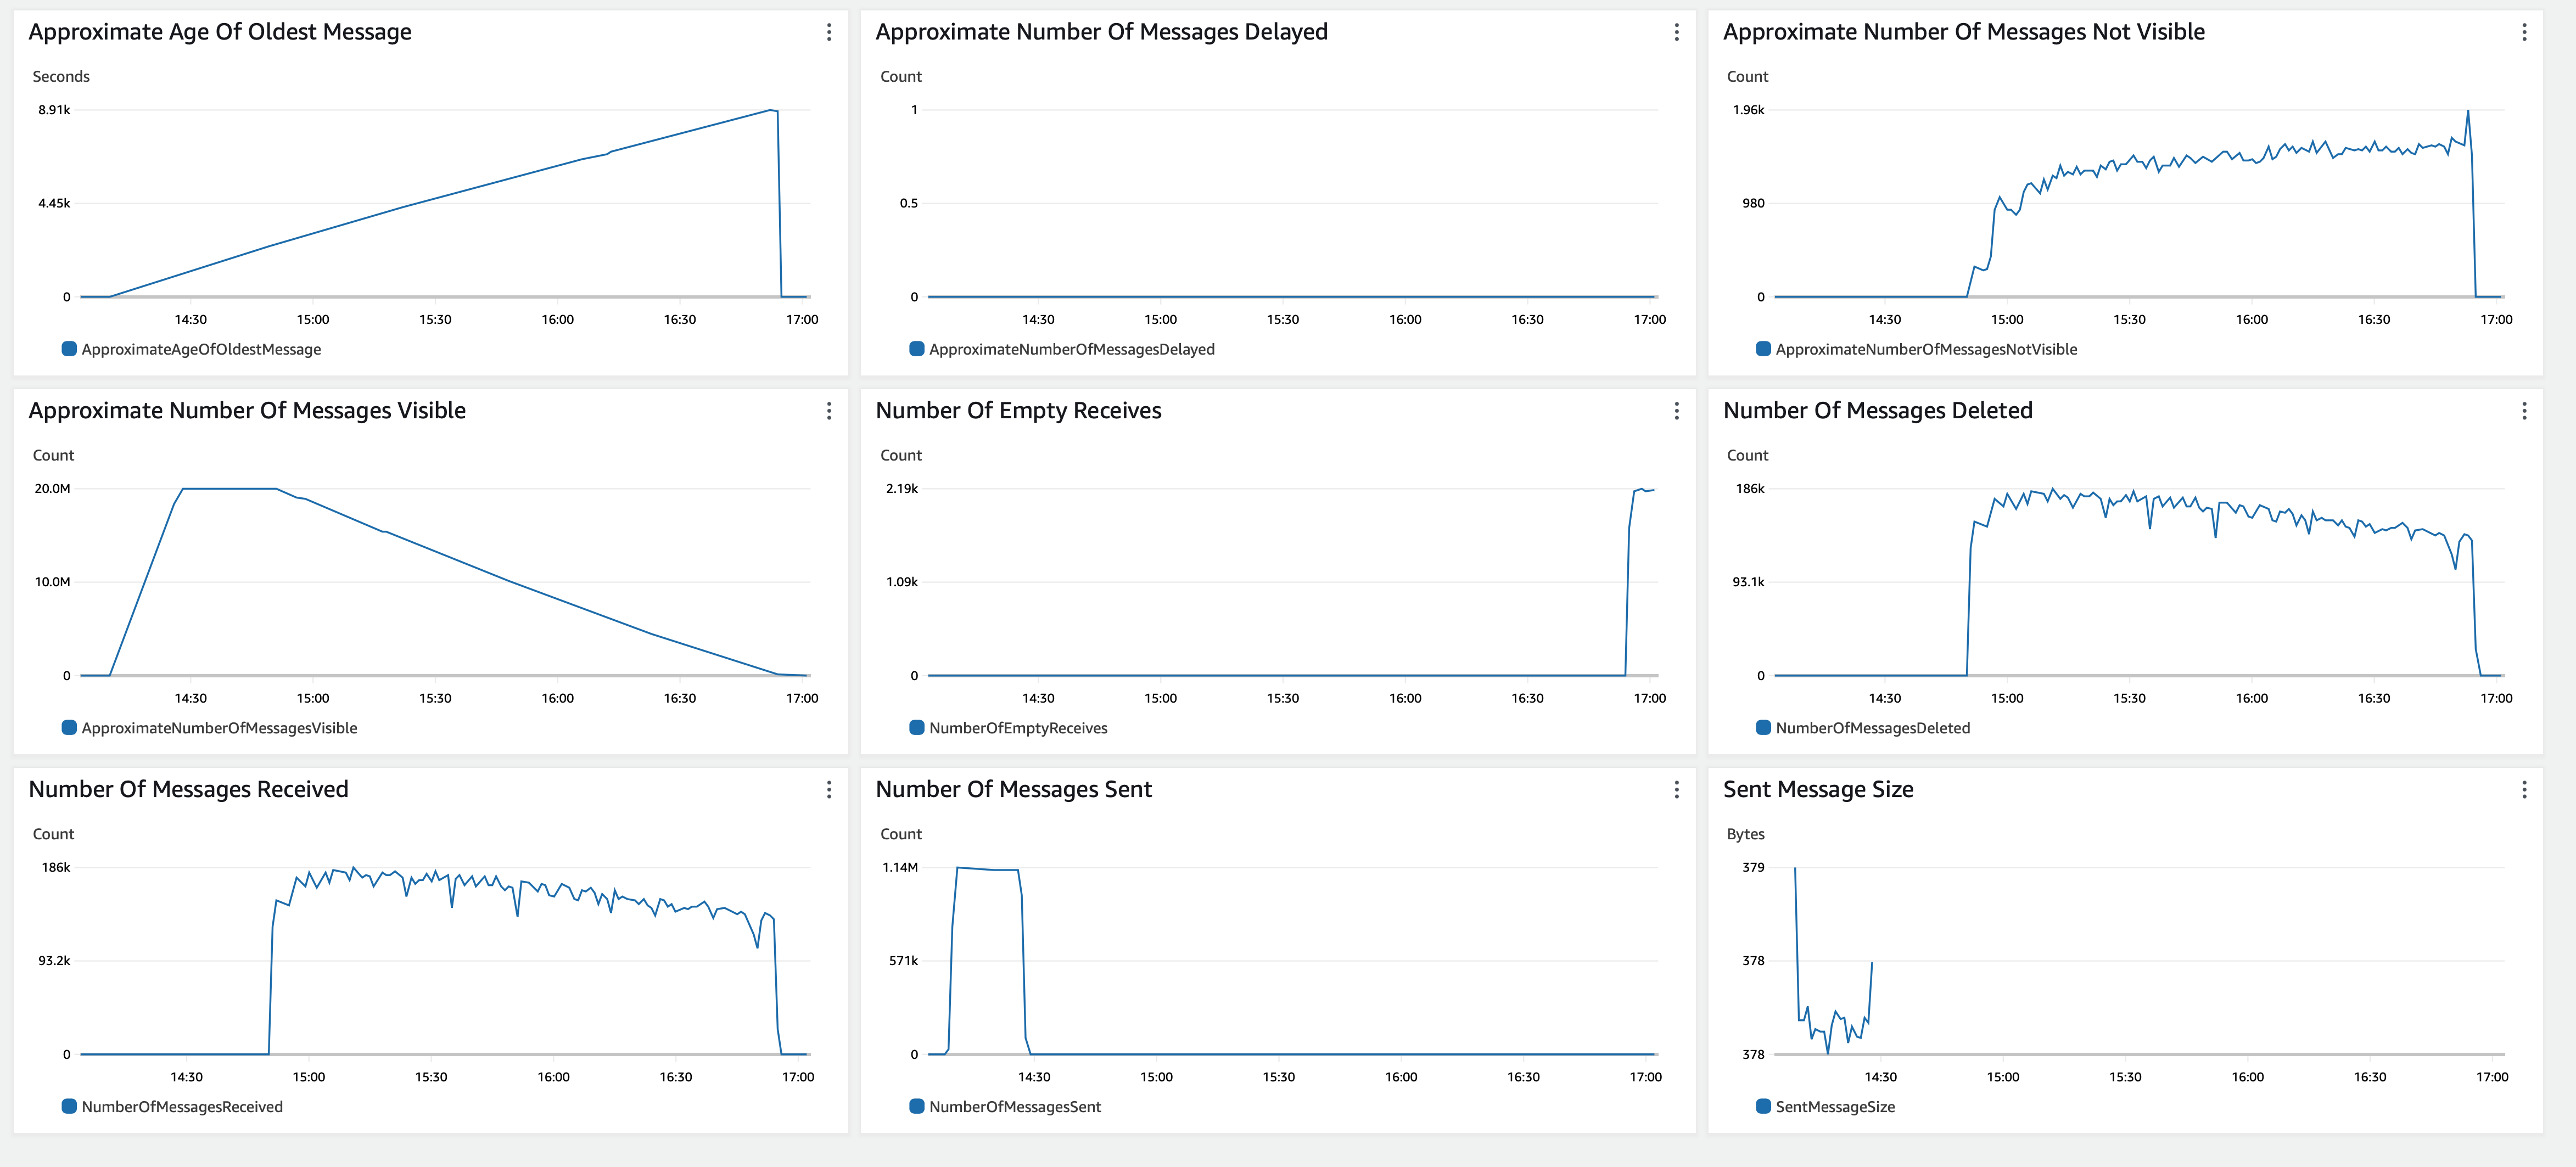 Approximate Age Of Oldest Message
Seconds
8.91k
4.45k
0
14:30 15:00 15:30 16:00 16:30 17:00
ApproximateAgeOfOldestMessage
Approximate Number Of Messages Delayed
Count
1
0.5
0
14:30 15:00 15:30 16:00 16:30 17:00
ApproximateNumberOfMessagesDelayed
Approximate Number Of Messages Not Visible
Count
1.96k
980
0
14:30 15:00 15:30 16:00 16:30 17:00
ApproximateNumberOfMessagesNotVisible
Approximate Number Of Messages Visible
Count
20.0M
10.0M
0
14:30 15:00 15:30 16:00 16:30 17:00
ApproximateNumberOfMessagesVisible
Number Of Empty Receives
Count
2.19k
1.09k
0
14:30 15:00 15:30 16:00 16:30 17:00
NumberOfEmptyReceives
Number Of Messages Deleted
Count
186k
93.1k
0
14:30 15:00 15:30 16:00 16:30 17:00
NumberOfMessagesDeleted
Number Of Messages Received
Count
186k
93.2k
0
14:30 15:00 15:30 16:00 16:30 17:00
NumberOfMessagesReceived
Number Of Messages Sent
Count
1.14M
571k
0
14:30 15:00 15:30 16:00 16:30 17:00
NumberOfMessagesSent
Sent Message Size
Bytes
379
378
378
14:30 15:00 15:30 16:00 16:30 17:00
SentMessageSize